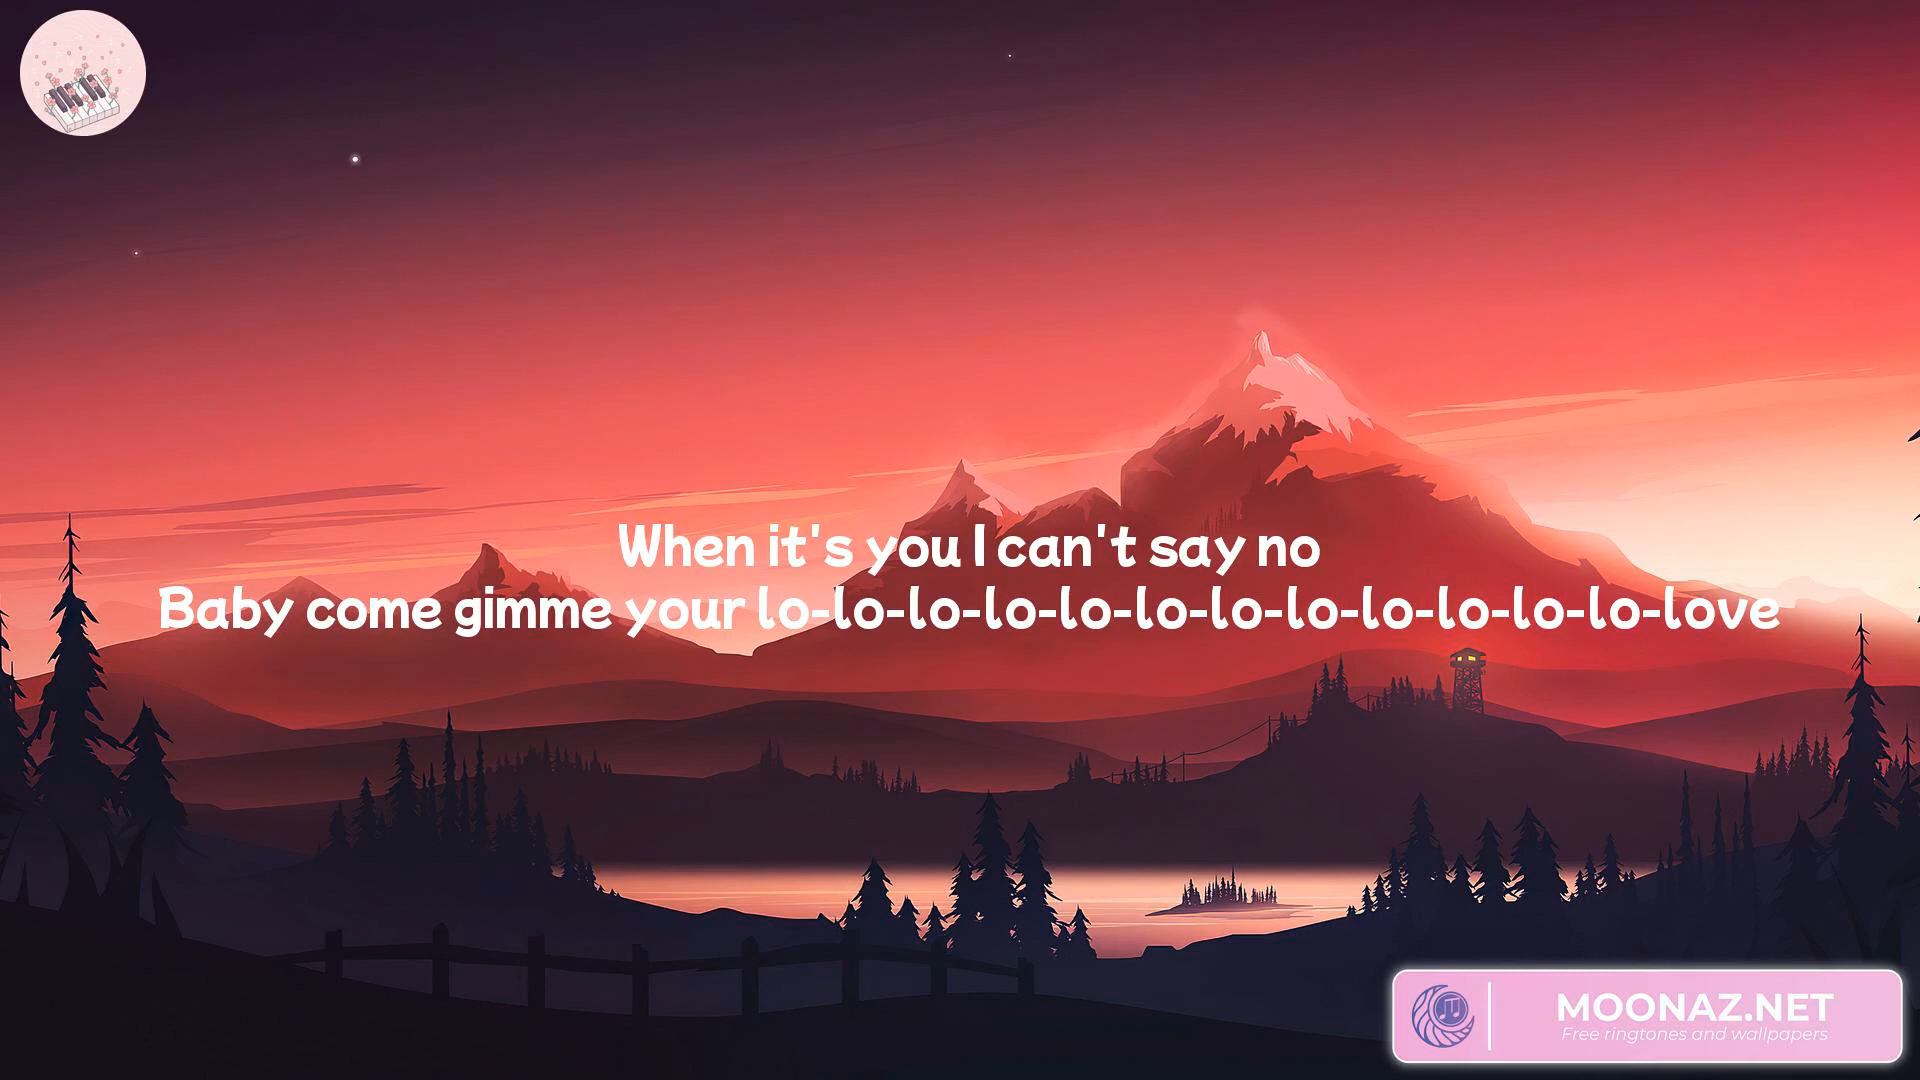 When it's you I can't say no
Baby come gimme your lo-lo-lo-lo-lo-lo-lo-lo-lo-lo-lo-lo-love
MOONAZ.NET
Free ringtones and wallpapers